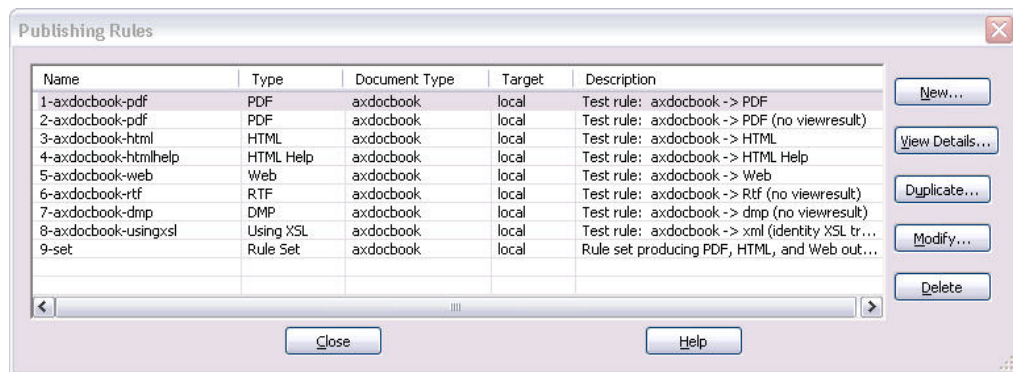 Publishing Rules
Name Type Document Type Target Description
1-axdocbook-pdf PDF axdocbook local Test rule: axdocbook -> PDF
2-axdocbook-pdf PDF axdocbook local Test rule: axdocbook -> PDF (no viewresult)
3-axdocbook-html HTML axdocbook local Test rule: axdocbook -> HTML
4-axdocbook-htmlhelp HTML Help axdocbook local Test rule: axdocbook -> HTML Help
5-axdocbook-web Web axdocbook local Test rule: axdocbook -> Web
6-axdocbook-rtf RTF axdocbook local Test rule: axdocbook -> Rtf (no viewresult)
7-axdocbook-dmp DMP axdocbook local Test rule: axdocbook -> dmp (no viewresult)
8-axdocbook-usingxsl Using XSL axdocbook local Test rule: axdocbook -> xml (identity XSL tr...
9-set Rule Set axdocbook local Rule set producing PDF, HTML, and Web out...
New...
View Details...
Duplicate...
Modify...
Delete
Close Help